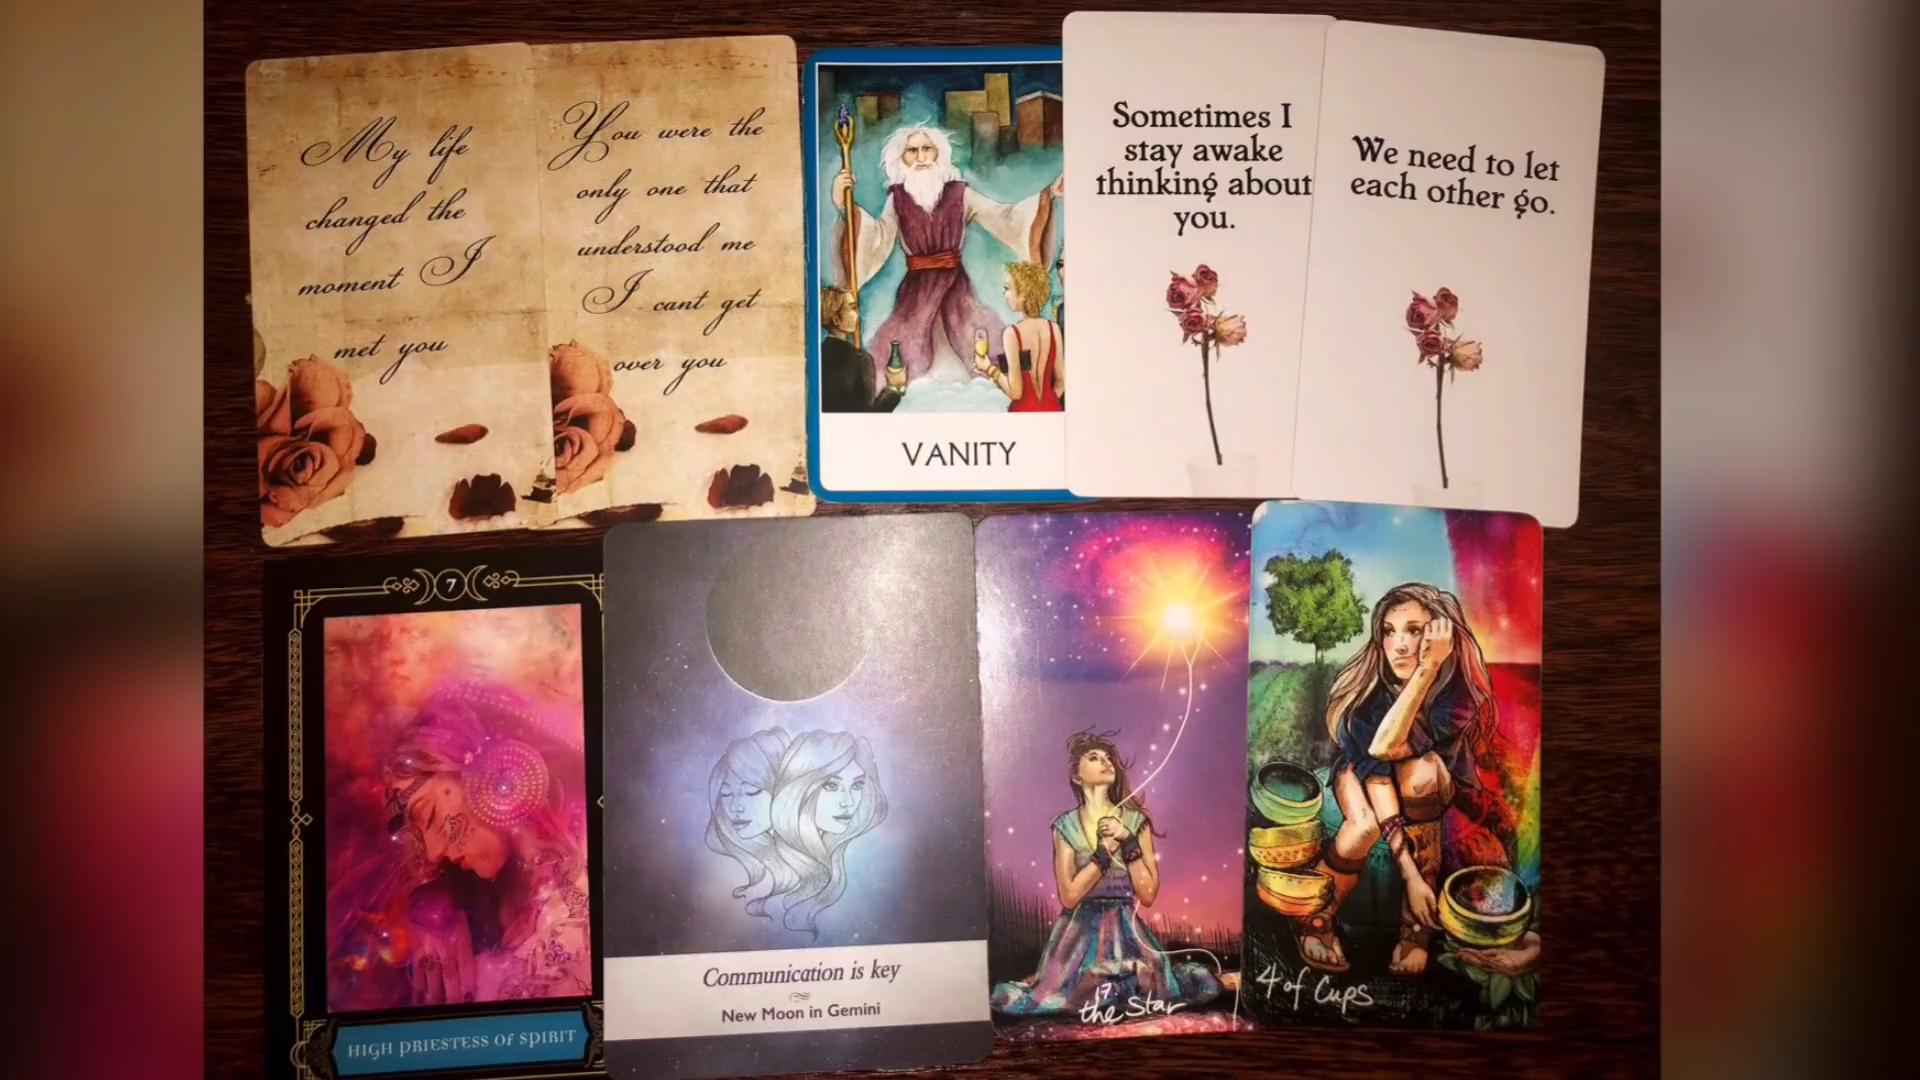 My life
changed the
moment I
met you
You were the
only one that
understood me
I cant get
over you
VANITY
Sometimes I
stay awake
thinking about
you.
We need to let
each other go.
7
HIGH PRIESTESS OF SPIRIT
Communication is key
New Moon in Gemini
17.
the Star
4 of Cups